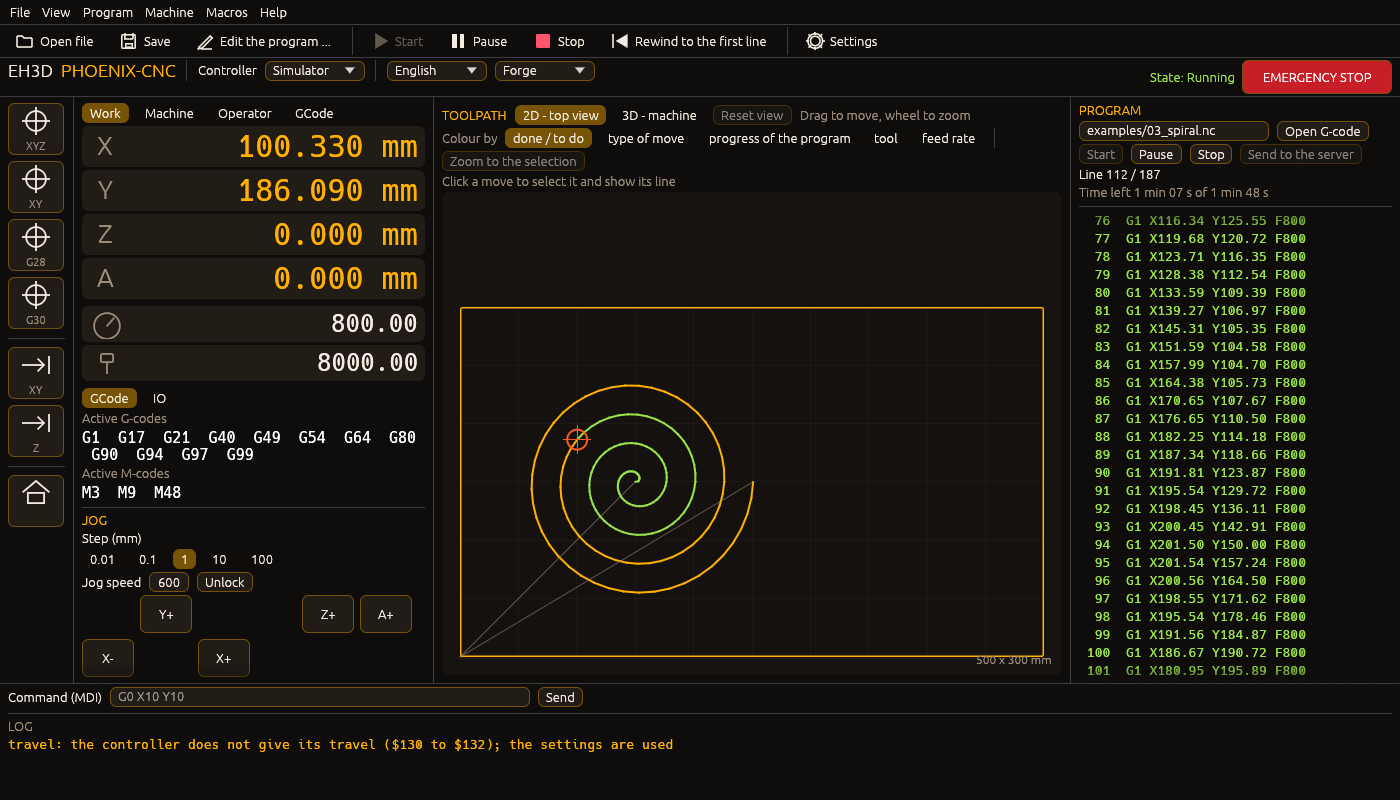 File View Program Machine Macros Help
Open file Save Edit the program ... Start Pause Stop Rewind to the first line Settings
EH3D PHOENIX-CNC Controller Simulator English Forge State: Running EMERGENCY STOP
XYZ
XY
G28
G30
XY
Z
Work Machine Operator GCode
X 100.330 mm
Y 186.090 mm
Z 0.000 mm
A 0.000 mm
800.00
8000.00
GCode IO
Active G-codes
G1 G17 G21 G40 G49 G54 G64 G80
G90 G94 G97 G99
Active M-codes
M3 M9 M48
JOG
Step (mm)
0.01 0.1 1 10 100
Jog speed 600 Unlock
Y+ Z+ A+
X- X+
TOOLPATH 2D - top view 3D - machine Reset view Drag to move, wheel to zoom
Colour by done / to do type of move progress of the program tool feed rate
Zoom to the selection
Click a move to select it and show its line
500 x 300 mm
PROGRAM
examples/03_spiral.nc Open G-code
Start Pause Stop Send to the server
Line 112 / 187
Time left 1 min 07 s of 1 min 48 s
76 G1 X116.34 Y125.55 F800
77 G1 X119.68 Y120.72 F800
78 G1 X123.71 Y116.35 F800
79 G1 X128.38 Y112.54 F800
80 G1 X133.59 Y109.39 F800
81 G1 X139.27 Y106.97 F800
82 G1 X145.31 Y105.35 F800
83 G1 X151.59 Y104.58 F800
84 G1 X157.99 Y104.70 F800
85 G1 X164.38 Y105.73 F800
86 G1 X170.65 Y107.67 F800
87 G1 X176.65 Y110.50 F800
88 G1 X182.25 Y114.18 F800
89 G1 X187.34 Y118.66 F800
90 G1 X191.81 Y123.87 F800
91 G1 X195.54 Y129.72 F800
92 G1 X198.45 Y136.11 F800
93 G1 X200.45 Y142.91 F800
94 G1 X201.50 Y150.00 F800
95 G1 X201.54 Y157.24 F800
96 G1 X200.56 Y164.50 F800
97 G1 X198.55 Y171.62 F800
98 G1 X195.54 Y178.46 F800
99 G1 X191.56 Y184.87 F800
100 G1 X186.67 Y190.72 F800
101 G1 X180.95 Y195.89 F800
Command (MDI) G0 X10 Y10 Send
LOG
travel: the controller does not give its travel ($130 to $132); the settings are used